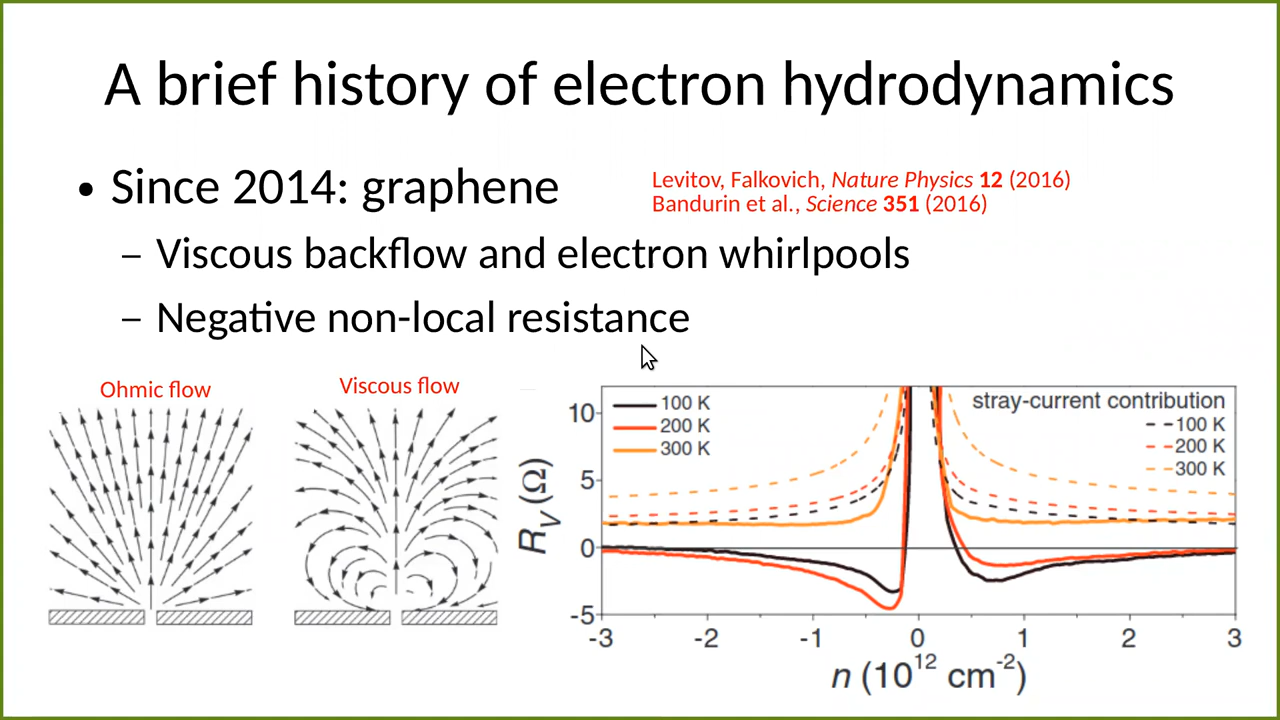 A brief history of electron hydrodynamics
• Since 2014: graphene
Levitov, Falkovich, Nature Physics 12 (2016)
Bandurin et al., Science 351 (2016)
– Viscous backflow and electron whirlpools
– Negative non-local resistance
Ohmic flow
Viscous flow
100 K
200 K
300 K
stray-current contribution
100 K
200 K
300 K
R_V (Ω)
10
5
0
-5
-3 -2 -1 0 1 2 3
n (10^12 cm^-2)